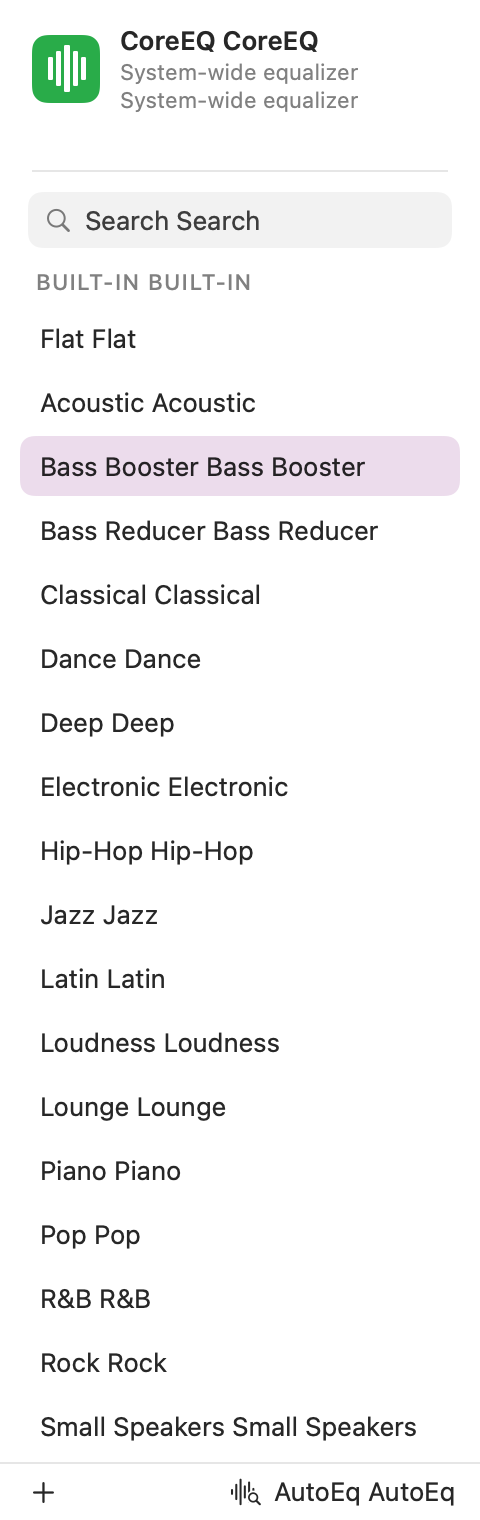 CoreEQ CoreEQ
System-wide equalizer
System-wide equalizer
Search Search
BUILT-IN BUILT-IN
Flat Flat
Acoustic Acoustic
Bass Booster Bass Booster
Bass Reducer Bass Reducer
Classical Classical
Dance Dance
Deep Deep
Electronic Electronic
Hip-Hop Hip-Hop
Jazz Jazz
Latin Latin
Loudness Loudness
Lounge Lounge
Piano Piano
Pop Pop
R&B R&B
Rock Rock
Small Speakers Small Speakers
AutoEq AutoEq